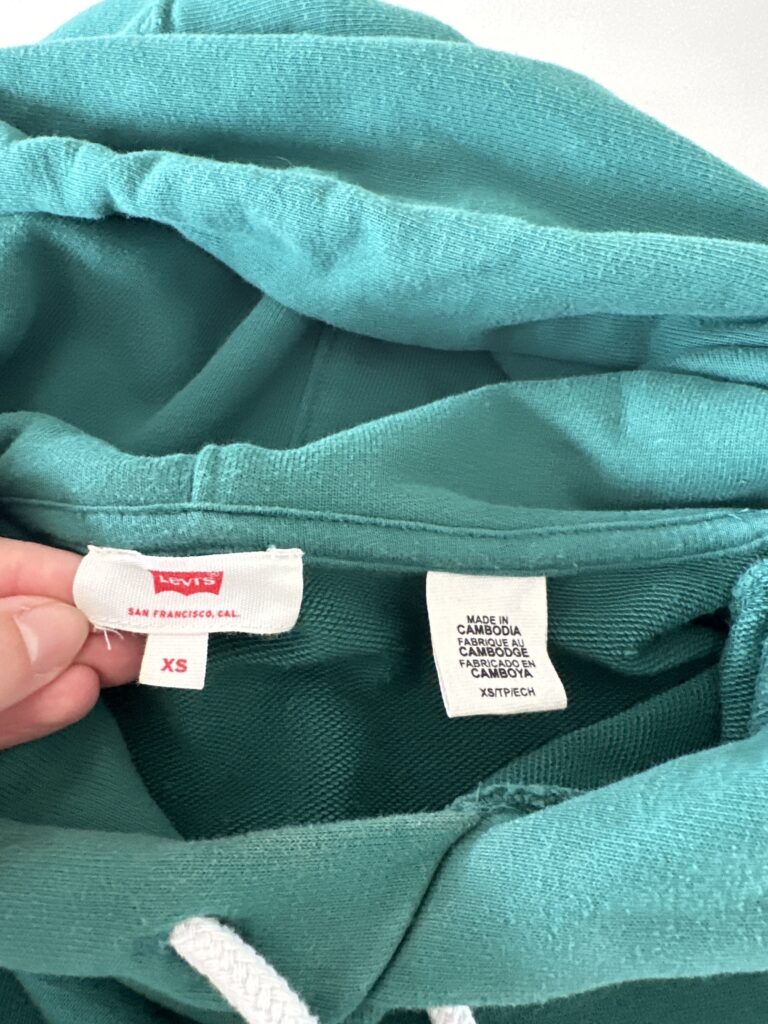 LEVI'S
SAN FRANCISCO, CAL.
XS
MADE IN
CAMBODIA
FABRIQUE AU
CAMBODGE
FABRICADO EN
CAMBOYA
XS/TP/ECH